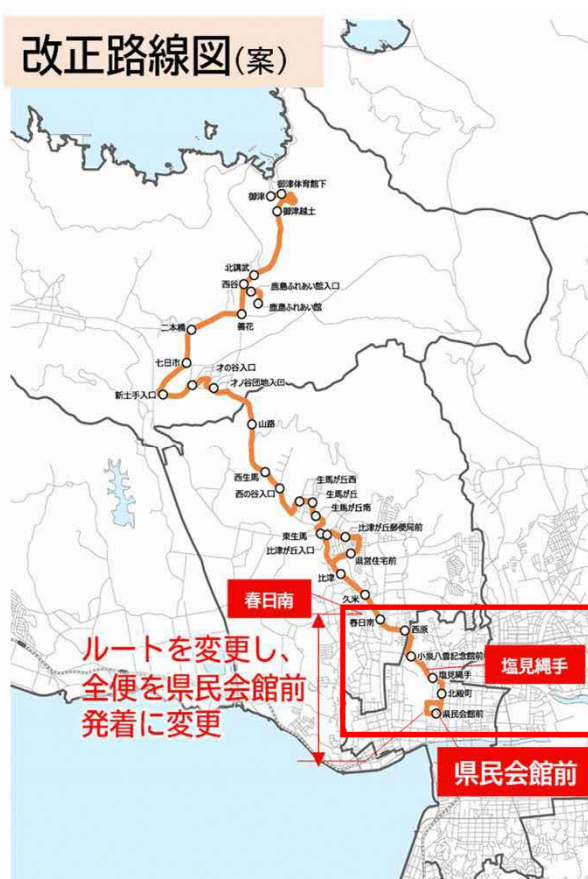 改正路線図(案)
御津体育館下
御津
御津越土
北講武
西谷
鹿島ふれあい館入口
鹿島ふれあい館
善花
二本橋
七日市
才の谷入口
才ノ谷団地入口
新土手入口
山路
西生馬
西の谷入口
生馬が丘西
生馬が丘
生馬が丘南
比津が丘郵便局前
東生馬
比津が丘入口
県営住宅前
比津
久米
春日南
春日南
西原
小泉八雲記念館前
塩見縄手
塩見縄手
北殿町
県民会館前
ルートを変更し、
全便を県民会館前
発着に変更
県民会館前